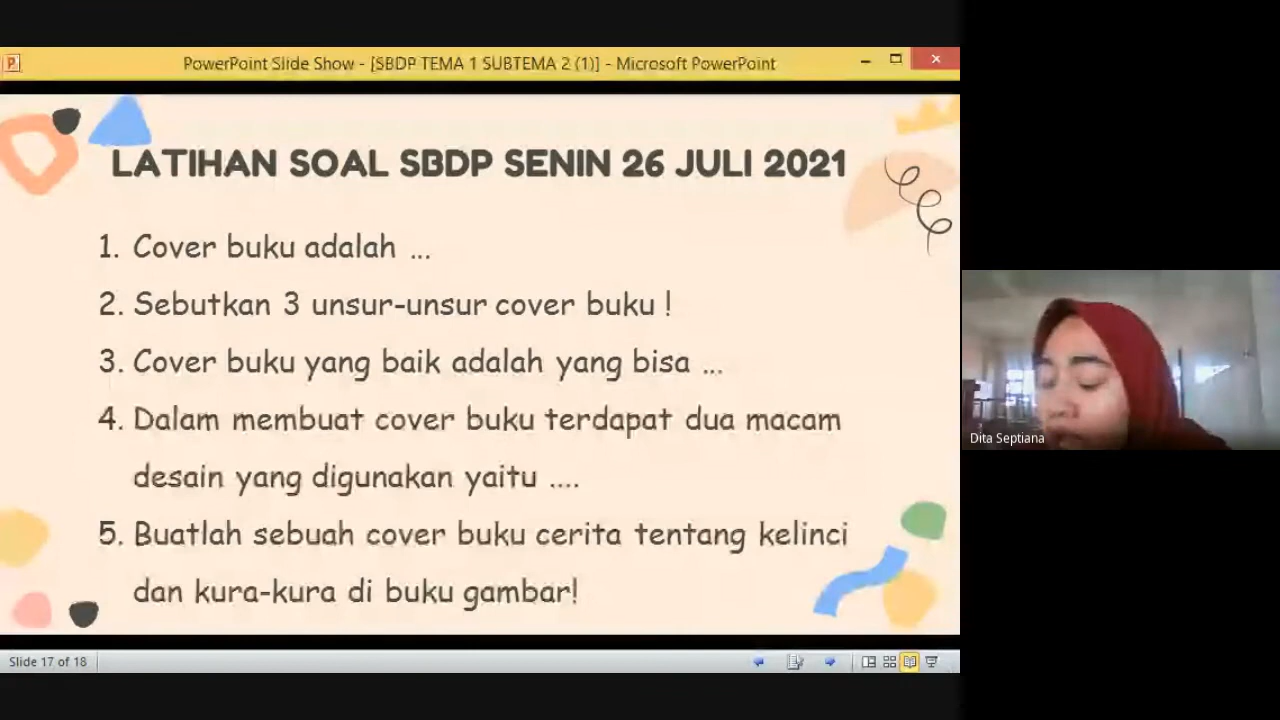 PowerPoint Slide Show - [SBDP TEMA 1 SUBTEMA 2 (1)] - Microsoft PowerPoint
LATIHAN SOAL SBDP SENIN 26 JULI 2021
1. Cover buku adalah ...
2. Sebutkan 3 unsur-unsur cover buku !
3. Cover buku yang baik adalah yang bisa ...
4. Dalam membuat cover buku terdapat dua macam
desain yang digunakan yaitu ....
5. Buatlah sebuah cover buku cerita tentang kelinci
dan kura-kura di buku gambar!
Dita Septiana
Slide 17 of 18